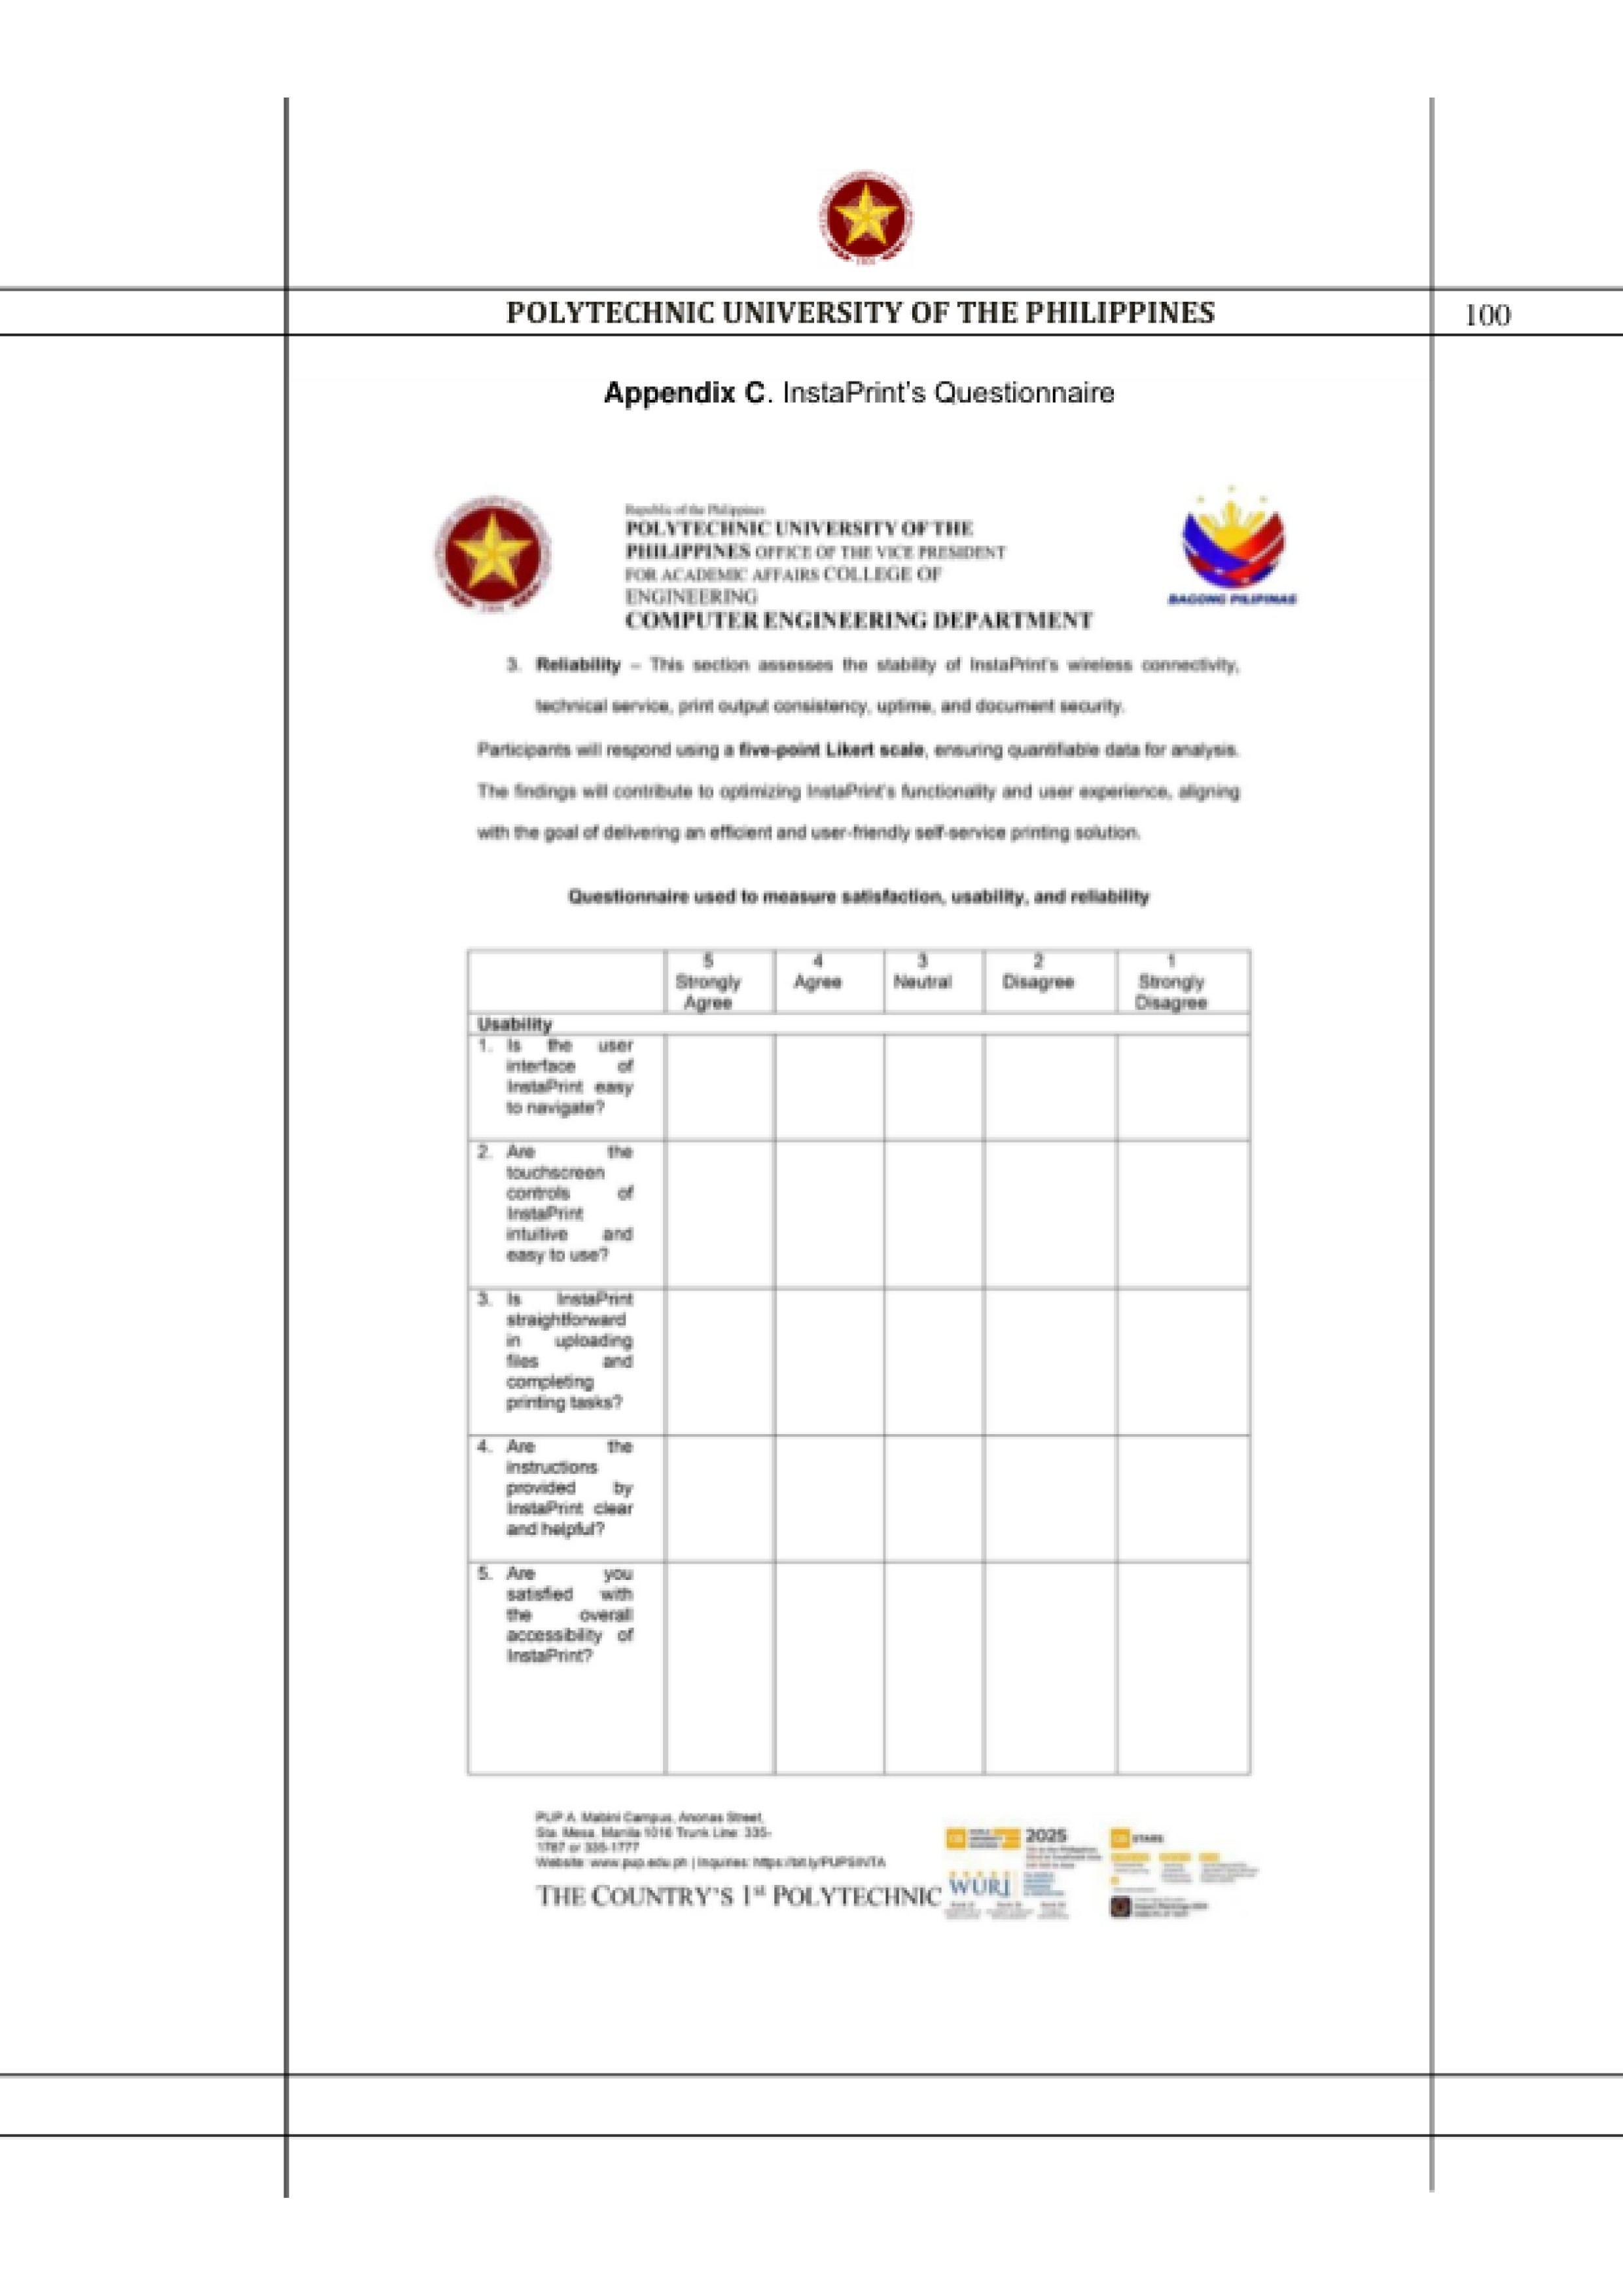 POLYTECHNIC UNIVERSITY OF THE PHILIPPINES
100
Appendix C. InstaPrint's Questionnaire
Republic of the Philippines
POLYTECHNIC UNIVERSITY OF THE
PHILIPPINES OFFICE OF THE VICE PRESIDENT
FOR ACADEMIC AFFAIRS COLLEGE OF
ENGINEERING
COMPUTER ENGINEERING DEPARTMENT
BAGONG PILIPINAS
3. Reliability – This section assesses the stability of InstaPrint's wireless connectivity,
technical service, print output consistency, uptime, and document security.
Participants will respond using a five-point Likert scale, ensuring quantifiable data for analysis.
The findings will contribute to optimizing InstaPrint's functionality and user experience, aligning
with the goal of delivering an efficient and user-friendly self-service printing solution.
Questionnaire used to measure satisfaction, usability, and reliability
5 4 3 2 1
Strongly Agree Neutral Disagree Strongly
Agree Disagree
Usability
1. Is the user
interface of
InstaPrint easy
to navigate?
2. Are the
touchscreen
controls of
InstaPrint
intuitive and
easy to use?
3. Is InstaPrint
straightforward
in uploading
files and
completing
printing tasks?
4. Are the
instructions
provided by
InstaPrint clear
and helpful?
5. Are you
satisfied with
the overall
accessibility of
InstaPrint?
PUP A. Mabini Campus, Anonas Street,
Sta. Mesa, Manila 1016 Trunk Line: 335-
1787 or 335-1777
Website: www.pup.edu.ph | Inquiries: https://bit.ly/PUPSINTA
THE COUNTRY'S 1st POLYTECHNIC
2025
WURI
STARS